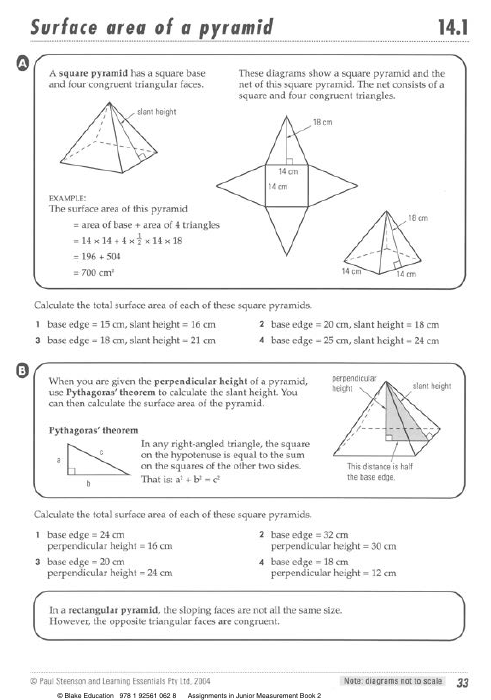 Surface area of a pyramid 14.1
A
A square pyramid has a square base
and four congruent triangular faces.
These diagrams show a square pyramid and the
net of this square pyramid. The net consists of a
square and four congruent triangles.
slant height
18 cm
14 cm
14 cm
EXAMPLE:
The surface area of this pyramid
= area of base + area of 4 triangles
= 14 × 14 + 4 × 1/2 × 14 × 18
= 196 + 504
= 700 cm²
18 cm
14 cm
14 cm
Calculate the total surface area of each of these square pyramids.
1 base edge = 15 cm, slant height = 16 cm
2 base edge = 20 cm, slant height = 18 cm
3 base edge = 18 cm, slant height = 21 cm
4 base edge = 25 cm, slant height = 24 cm
B
When you are given the perpendicular height of a pyramid,
use Pythagoras' theorem to calculate the slant height. You
can then calculate the surface area of the pyramid.
perpendicular
height
slant height
Pythagoras' theorem
a
c
b
In any right-angled triangle, the square
on the hypotenuse is equal to the sum
on the squares of the other two sides.
That is: a² + b² = c²
This distance is half
the base edge.
Calculate the total surface area of each of these square pyramids.
1 base edge = 24 cm
perpendicular height = 16 cm
2 base edge = 32 cm
perpendicular height = 30 cm
3 base edge = 20 cm
perpendicular height = 24 cm
4 base edge = 18 cm
perpendicular height = 12 cm
In a rectangular pyramid, the sloping faces are not all the same size.
However, the opposite triangular faces are congruent.
© Paul Steenson and Learning Essentials Pty Ltd, 2004
Note: diagrams not to scale 33
© Blake Education 978 1 92561 062 8 Assignments in Junior Measurement Book 2